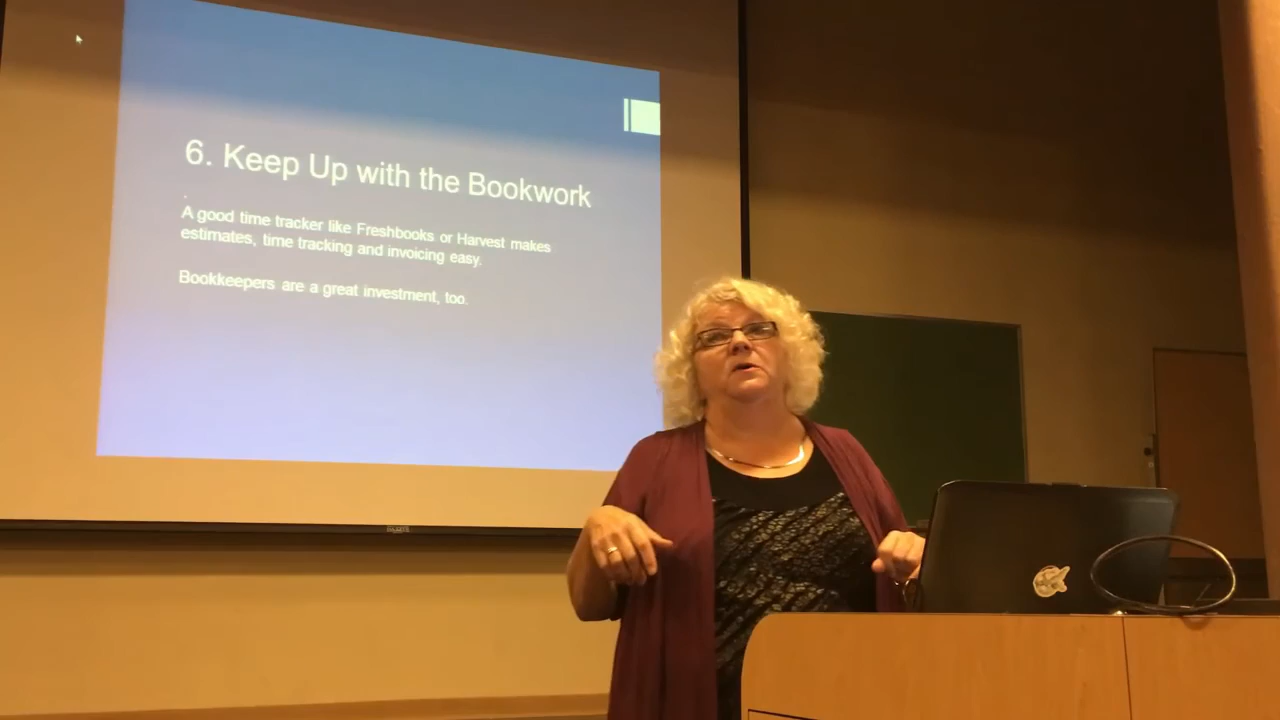 6. Keep Up with the Bookwork
A good time tracker like Freshbooks or Harvest makes
estimates, time tracking and invoicing easy.
Bookkeepers are a great investment, too.